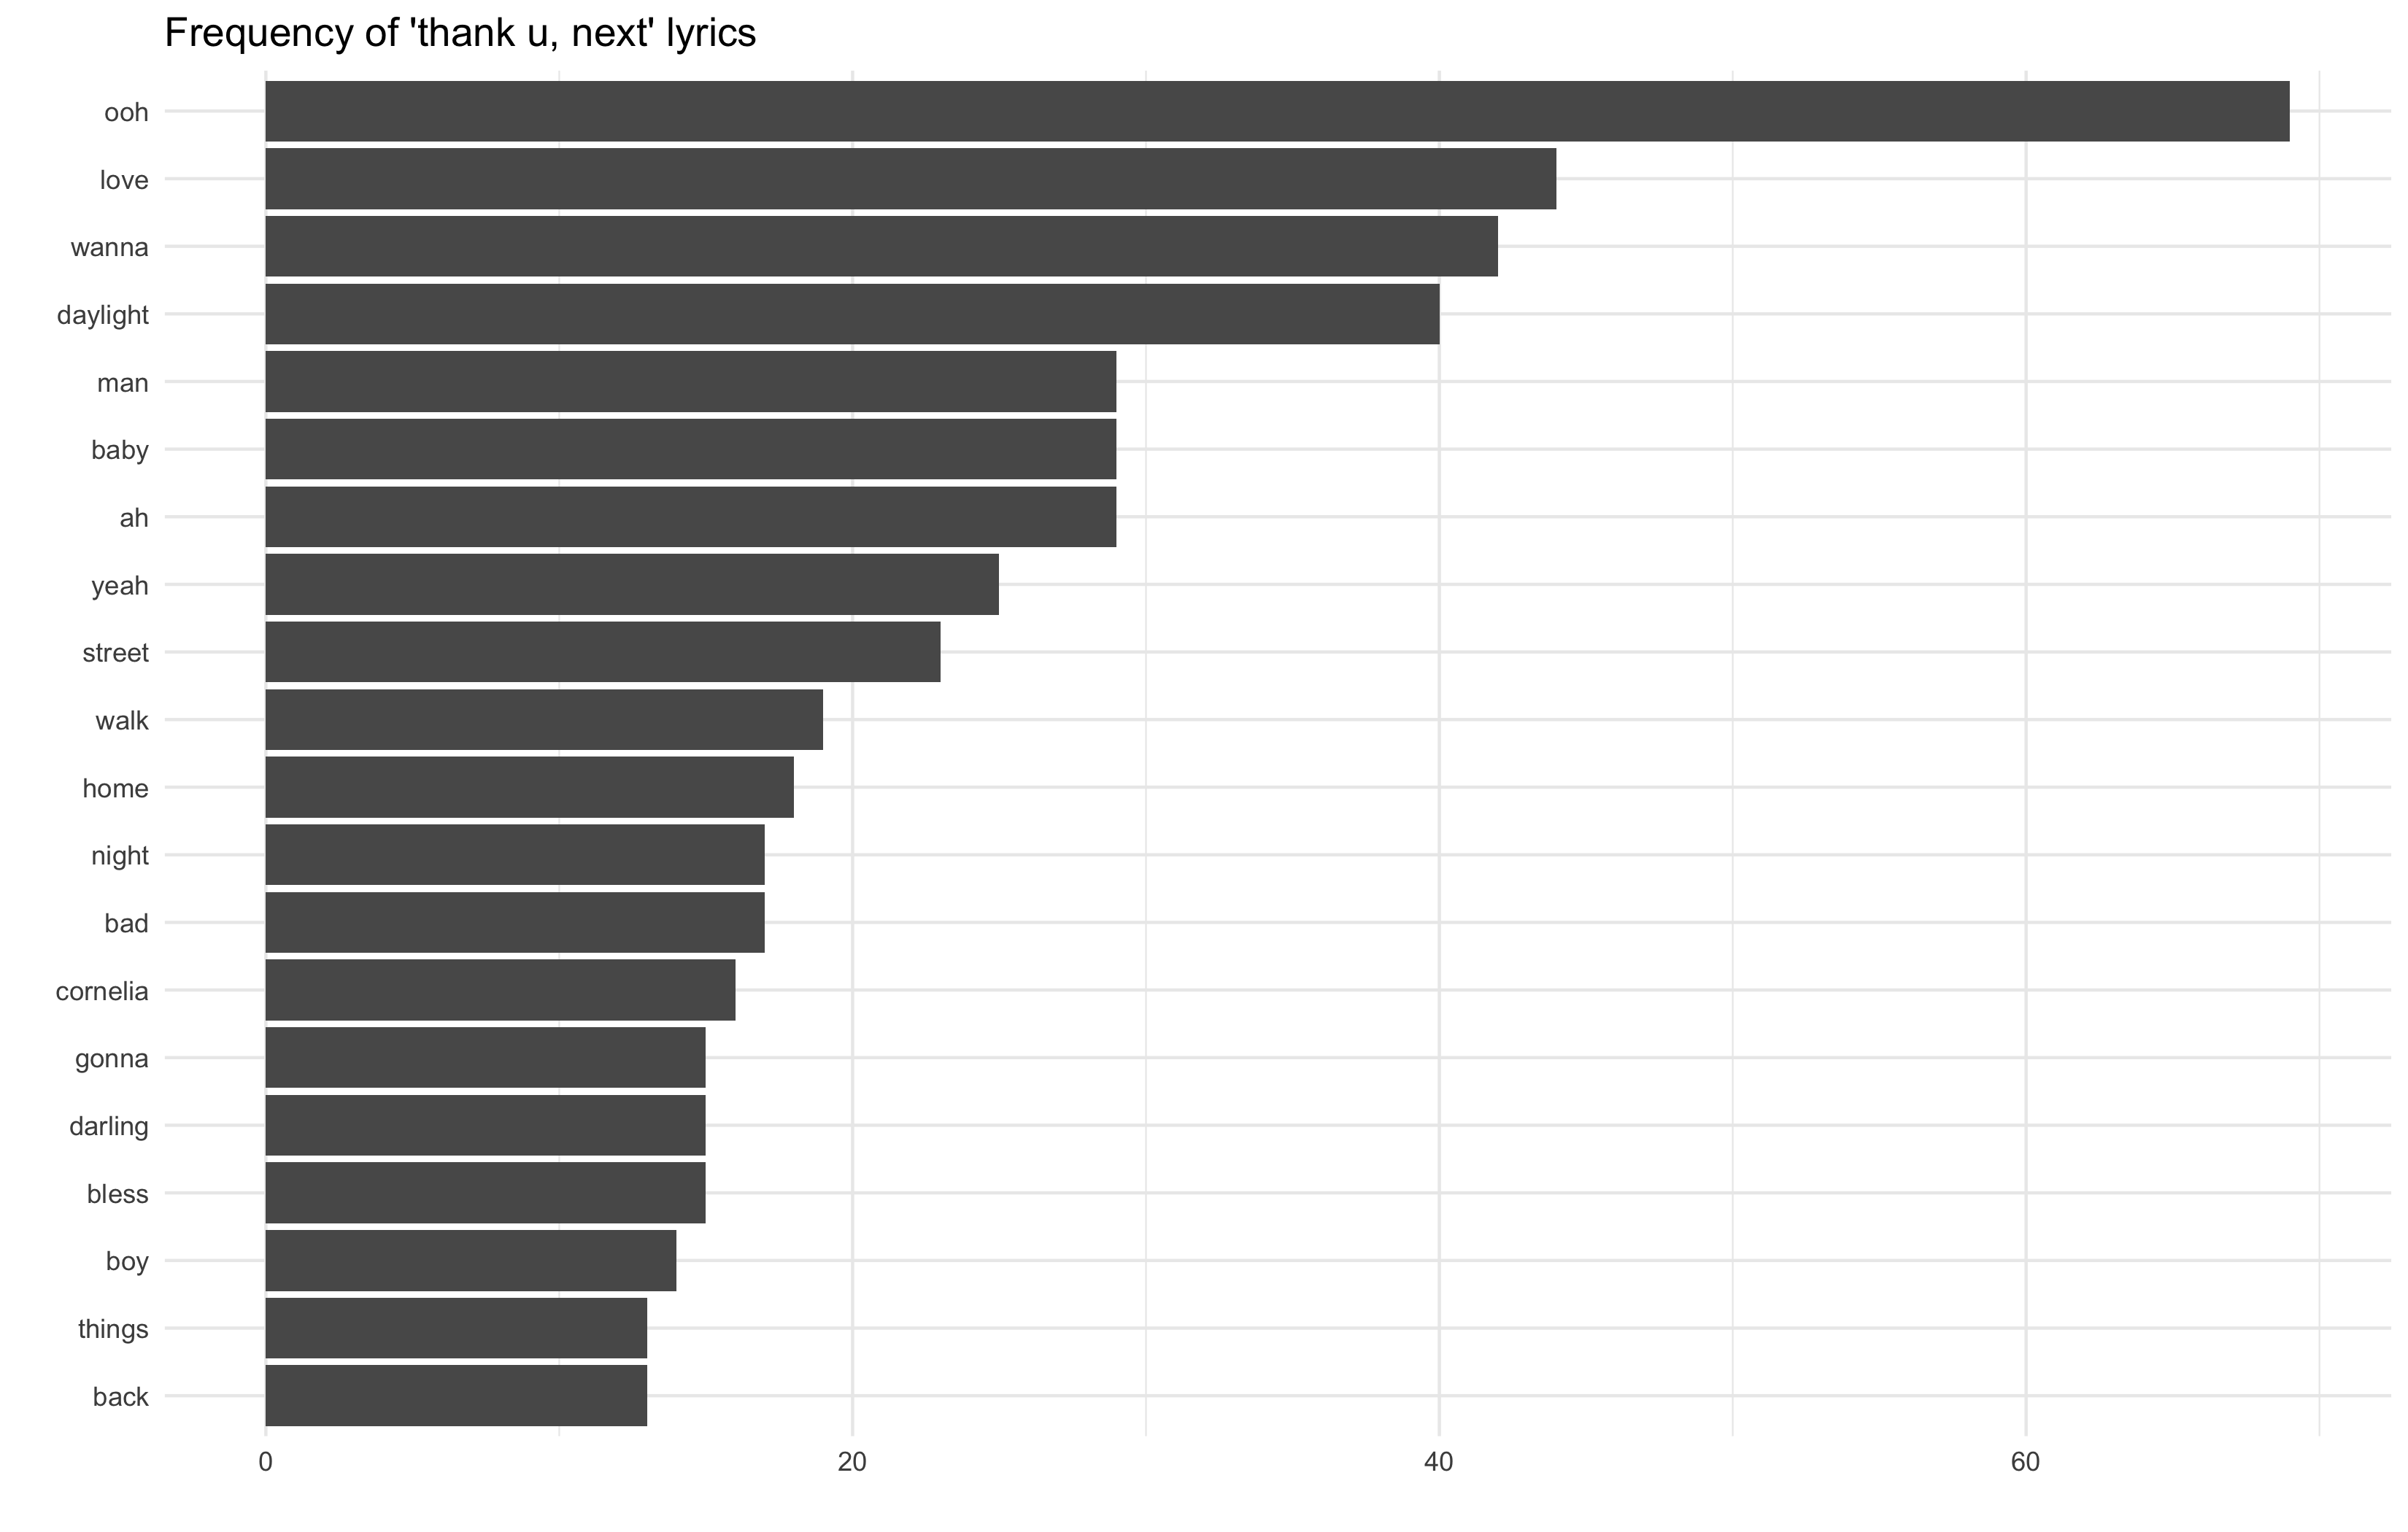 Frequency of 'thank u, next' lyrics
ooh
love
wanna
daylight
man
baby
ah
yeah
street
walk
home
night
bad
cornelia
gonna
darling
bless
boy
things
back
0 20 40 60